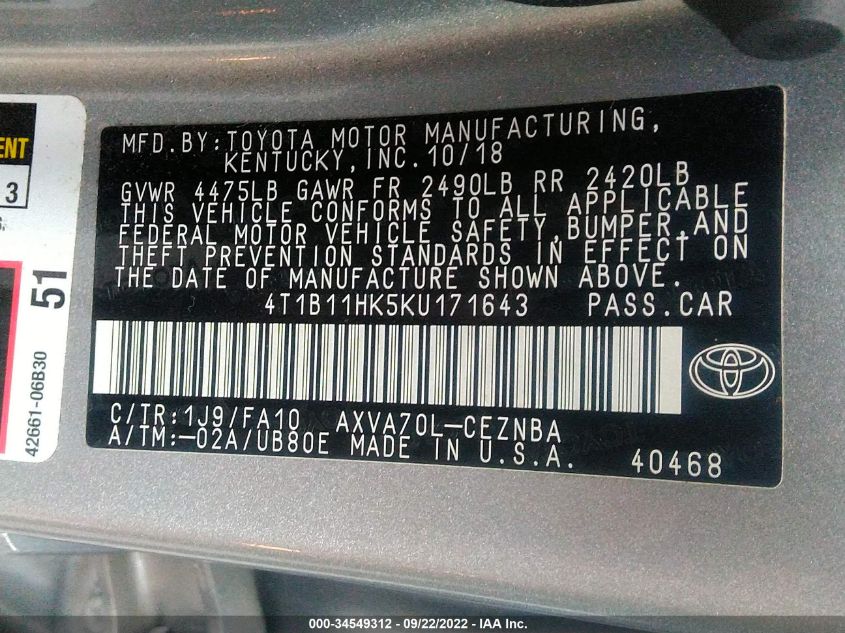 ENT
3
51
42661-06B30
MFD.BY:TOYOTA MOTOR MANUFACTURING,
KENTUCKY,INC.10/18
GVWR 4475LB GAWR FR 2490LB RR 2420LB
THIS VEHICLE CONFORMS TO ALL APPLICABLE
FEDERAL MOTOR VEHICLE SAFETY,BUMPER,AND
THEFT PREVENTION STANDARDS IN EFFECT ON
THE DATE OF MANUFACTURE SHOWN ABOVE.
4T1B11HK5KU171643 PASS.CAR
C/TR:1J9/FA10 AXVA70L-CEZNBA
A/TM:-02A/UB80E MADE IN U.S.A. 40468
000-34549312 - 09/22/2022 - IAA Inc.